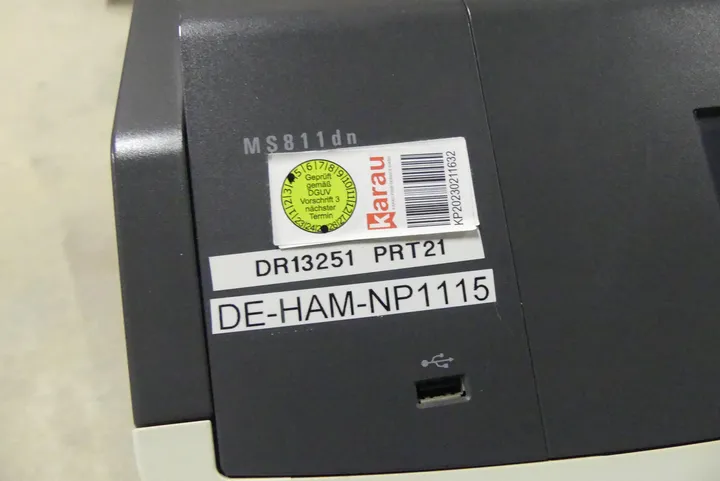 MS811dn
Geprüft
gemäß
DGUV
Vorschrift 3
nächster
Termin
karau
KP20230211632
DR13251 PRT21
DE-HAM-NP1115